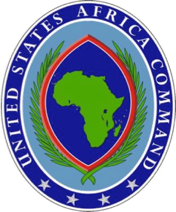 UNITED STATES AFRICA COMMAND